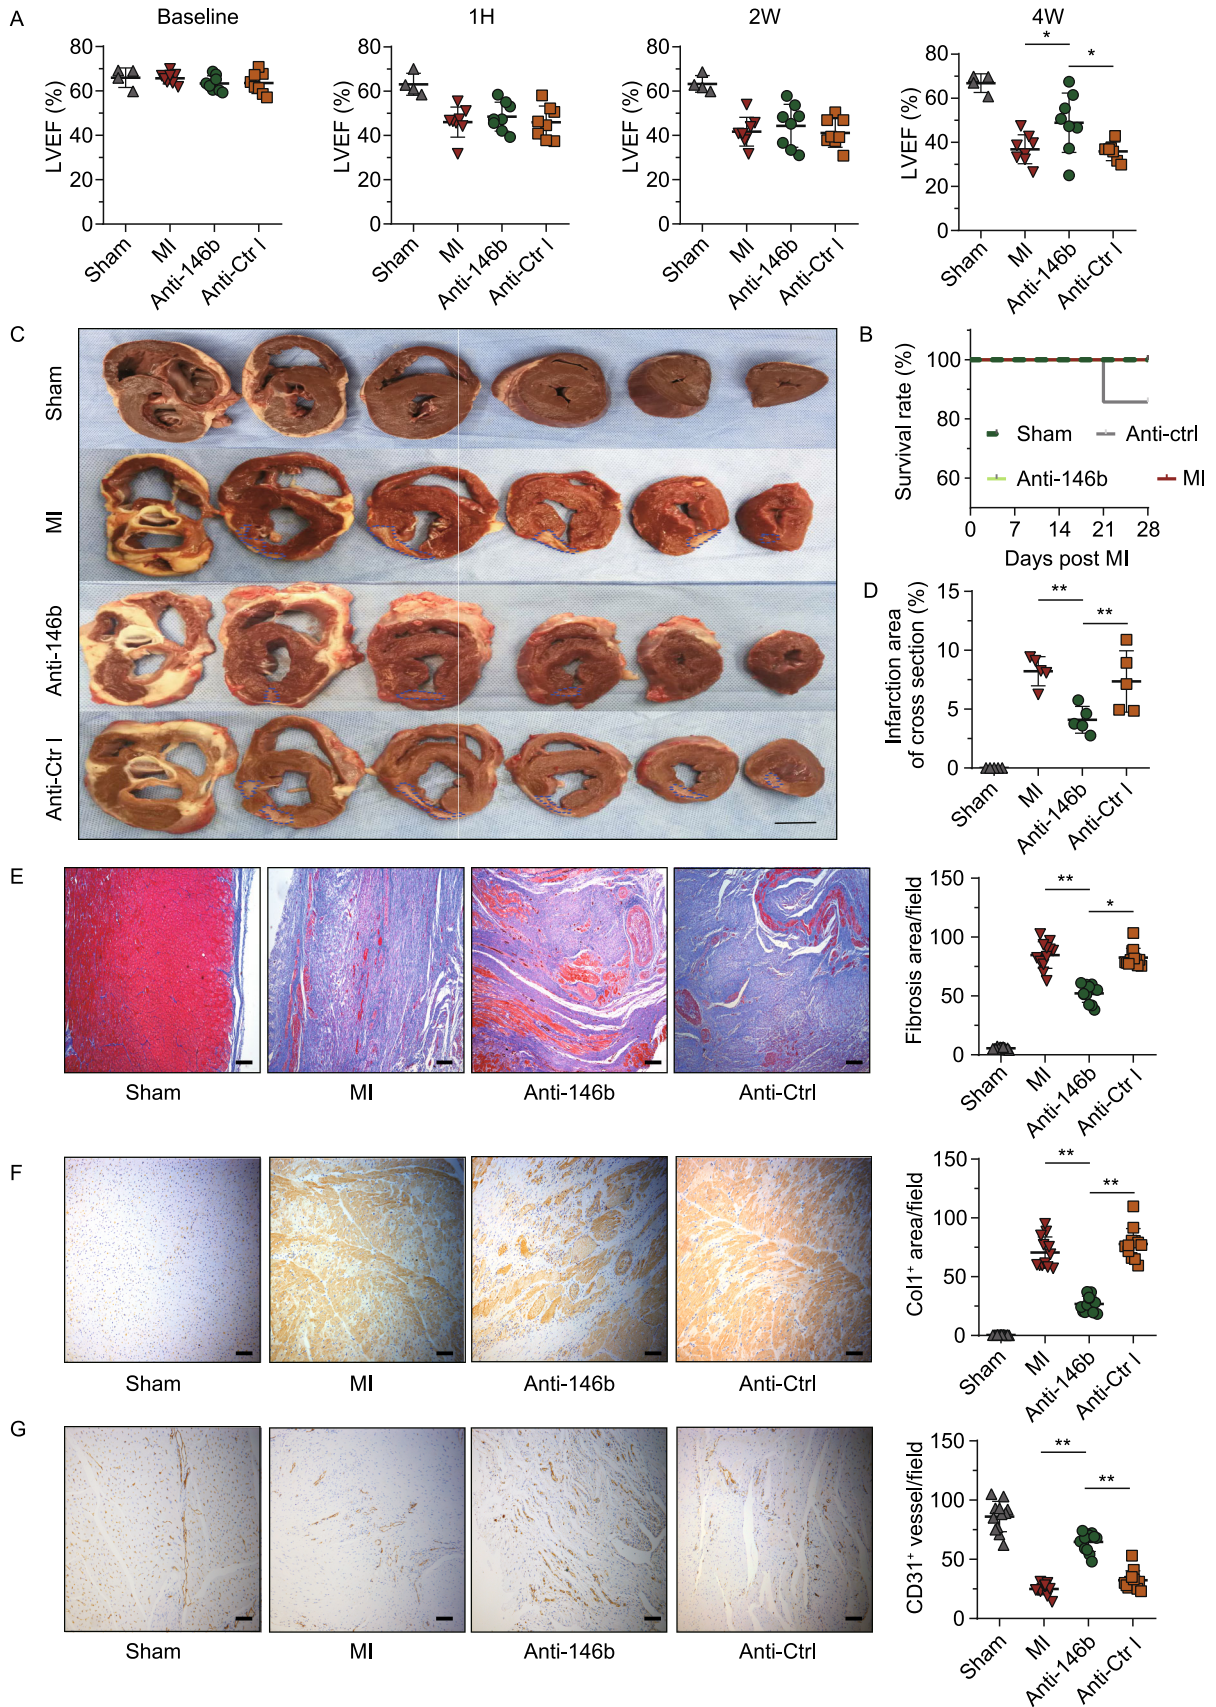 A
Baseline
1H
2W
4W
LVEF (%)
80
60
40
20
0
Sham
MI
Anti-146b
Anti-Ctr l
LVEF (%)
80
60
40
20
0
Sham
MI
Anti-146b
Anti-Ctr l
LVEF (%)
80
60
40
20
0
Sham
MI
Anti-146b
Anti-Ctr l
LVEF (%)
80
60
40
20
0
*
*
Sham
MI
Anti-146b
Anti-Ctr l
C
Sham
MI
Anti-146b
Anti-Ctr l
B
Survival rate (%)
100
80
60
Sham
Anti-ctrl
Anti-146b
MI
0
7
14
21
28
Days post MI
D
Infarction area
of cross section (%)
15
10
5
0
**
**
Sham
MI
Anti-146b
Anti-Ctr l
E
Sham
MI
Anti-146b
Anti-Ctrl
Fibrosis area/field
150
100
50
0
**
*
Sham
MI
Anti-146b
Anti-Ctr l
F
Sham
MI
Anti-146b
Anti-Ctrl
Col1⁺ area/field
150
100
50
0
**
**
Sham
MI
Anti-146b
Anti-Ctr l
G
Sham
MI
Anti-146b
Anti-Ctrl
CD31⁺ vessel/field
150
100
50
0
**
**
Sham
MI
Anti-146b
Anti-Ctr l